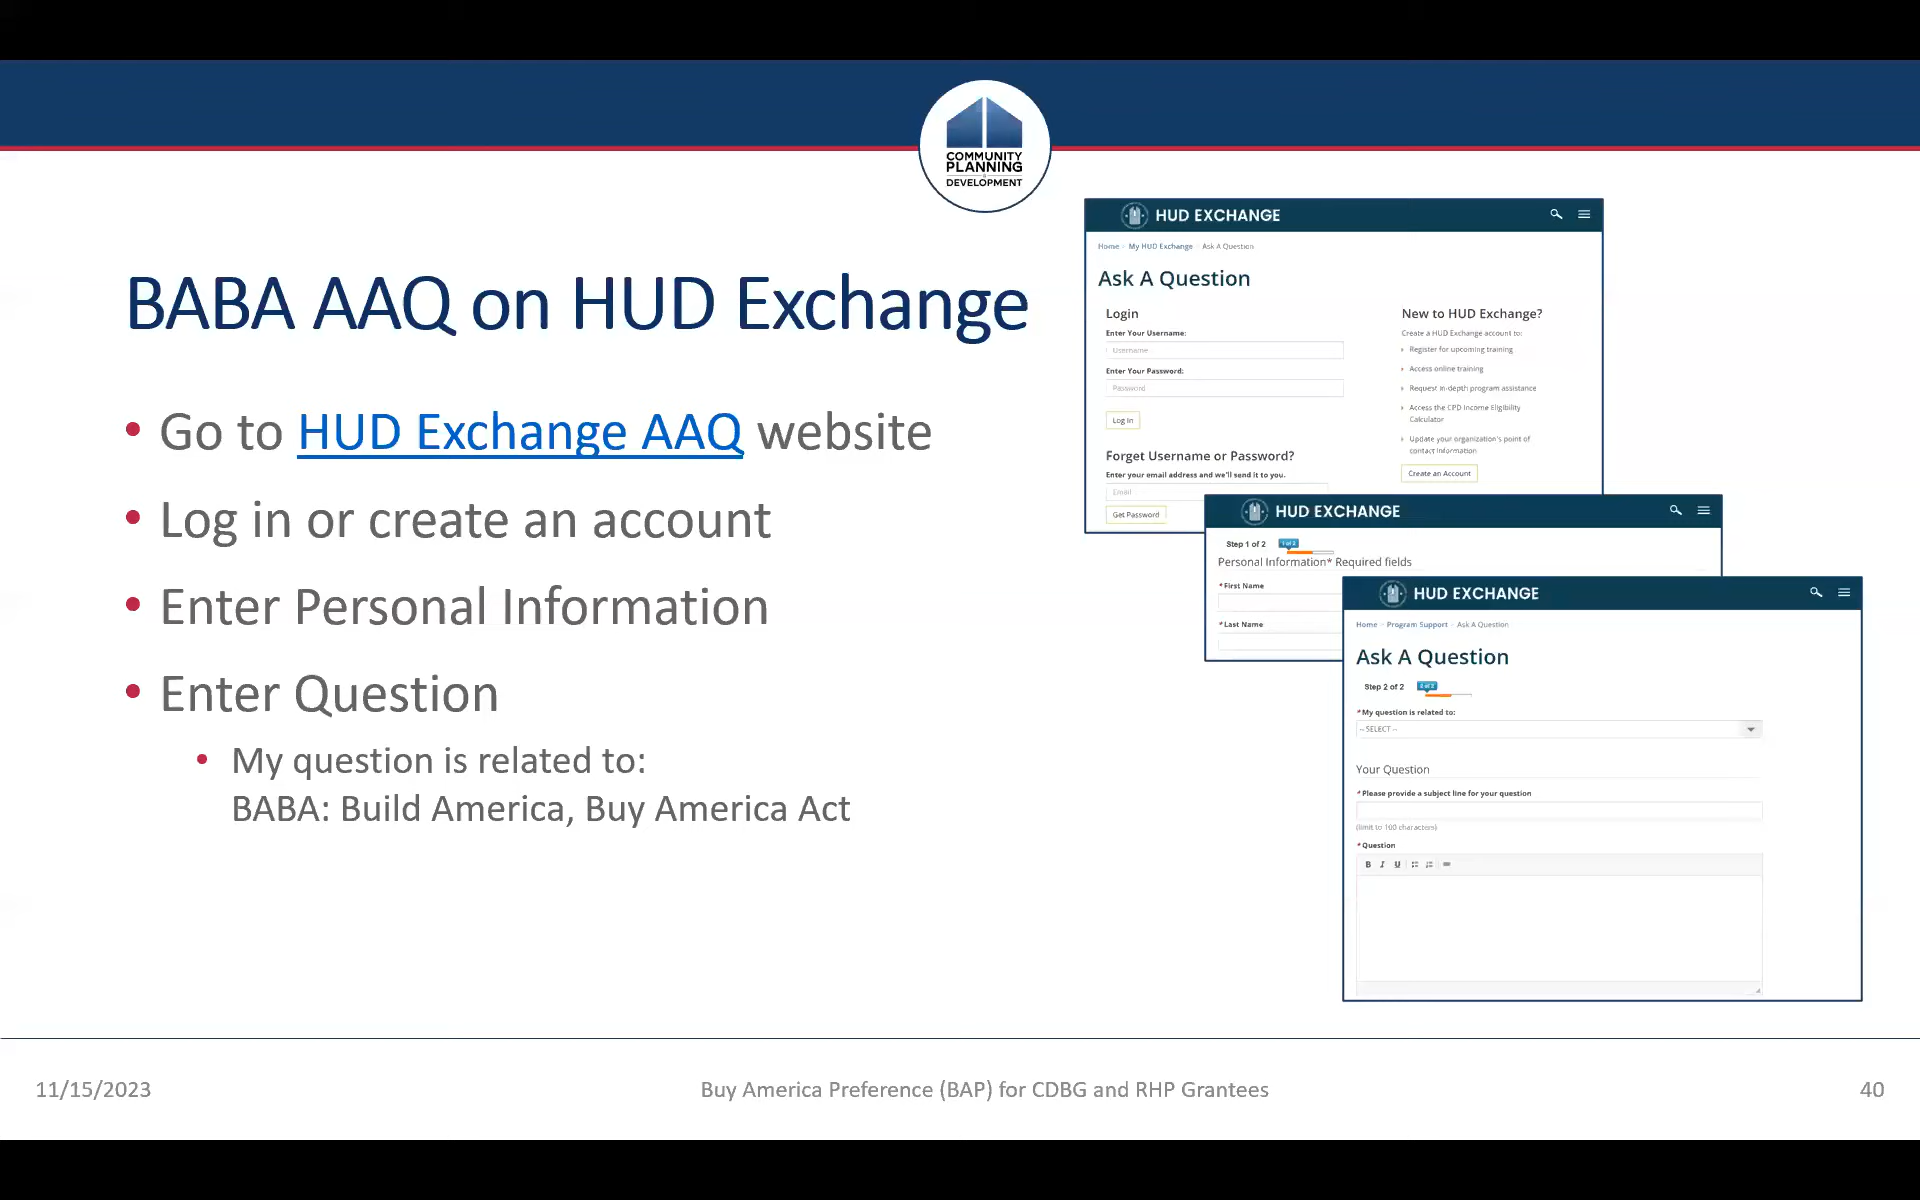 COMMUNITY
PLANNING
DEVELOPMENT
BABA AAQ on HUD Exchange
• Go to HUD Exchange AAQ website
• Log in or create an account
• Enter Personal Information
• Enter Question
• My question is related to:
BABA: Build America, Buy America Act
HUD EXCHANGE
Home My HUD Exchange Ask A Question
Ask A Question
Login
Enter Your Username:
Username
Enter Your Password:
Password
Log In
Forget Username or Password?
Enter your email address and we'll send it to you.
Email
Get Password
New to HUD Exchange?
Create a HUD Exchange account to:
Register for upcoming training
Access online training
Request in-depth program assistance
Access the CPD Income Eligibility
Calculator
Update your organization's point of
contact information
Create an Account
HUD EXCHANGE
Step 1 of 2
1 of 2
Personal Information* Required fields
*First Name
*Last Name
HUD EXCHANGE
Home Program Support Ask A Question
Ask A Question
Step 2 of 2
2 of 2
*My question is related to:
-- SELECT --
Your Question
*Please provide a subject line for your question
(limit to 100 characters)
*Question
B I U
11/15/2023
Buy America Preference (BAP) for CDBG and RHP Grantees
40